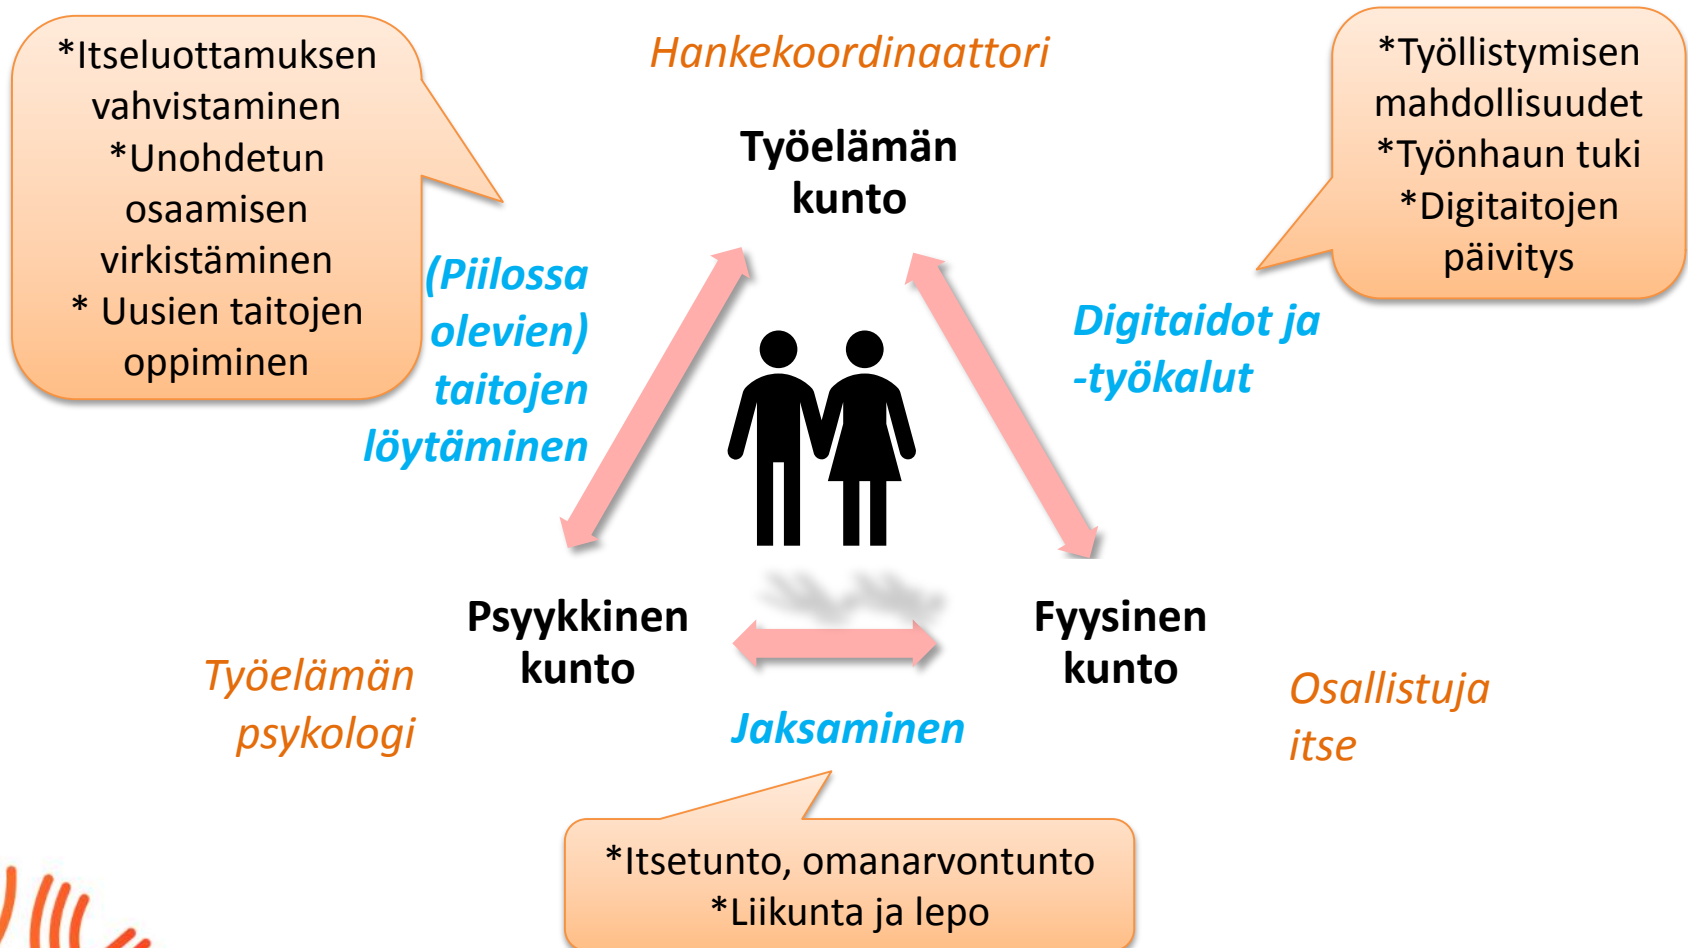 *Itseluottamuksen
vahvistaminen
*Unohdetun
osaamisen
virkistäminen
* Uusien taitojen
oppiminen
Hankekoordinaattori
*Työllistymisen
mahdollisuudet
*Työnhaun tuki
*Digitaitojen
päivitys
Työelämän
kunto
(Piilossa
olevien)
taitojen
löytäminen
Digitaidot ja
-työkalut
Psyykkinen
kunto
Fyysinen
kunto
Työelämän
psykologi
Jaksaminen
Osallistuja
itse
*Itsetunto, omanarvontunto
*Liikunta ja lepo